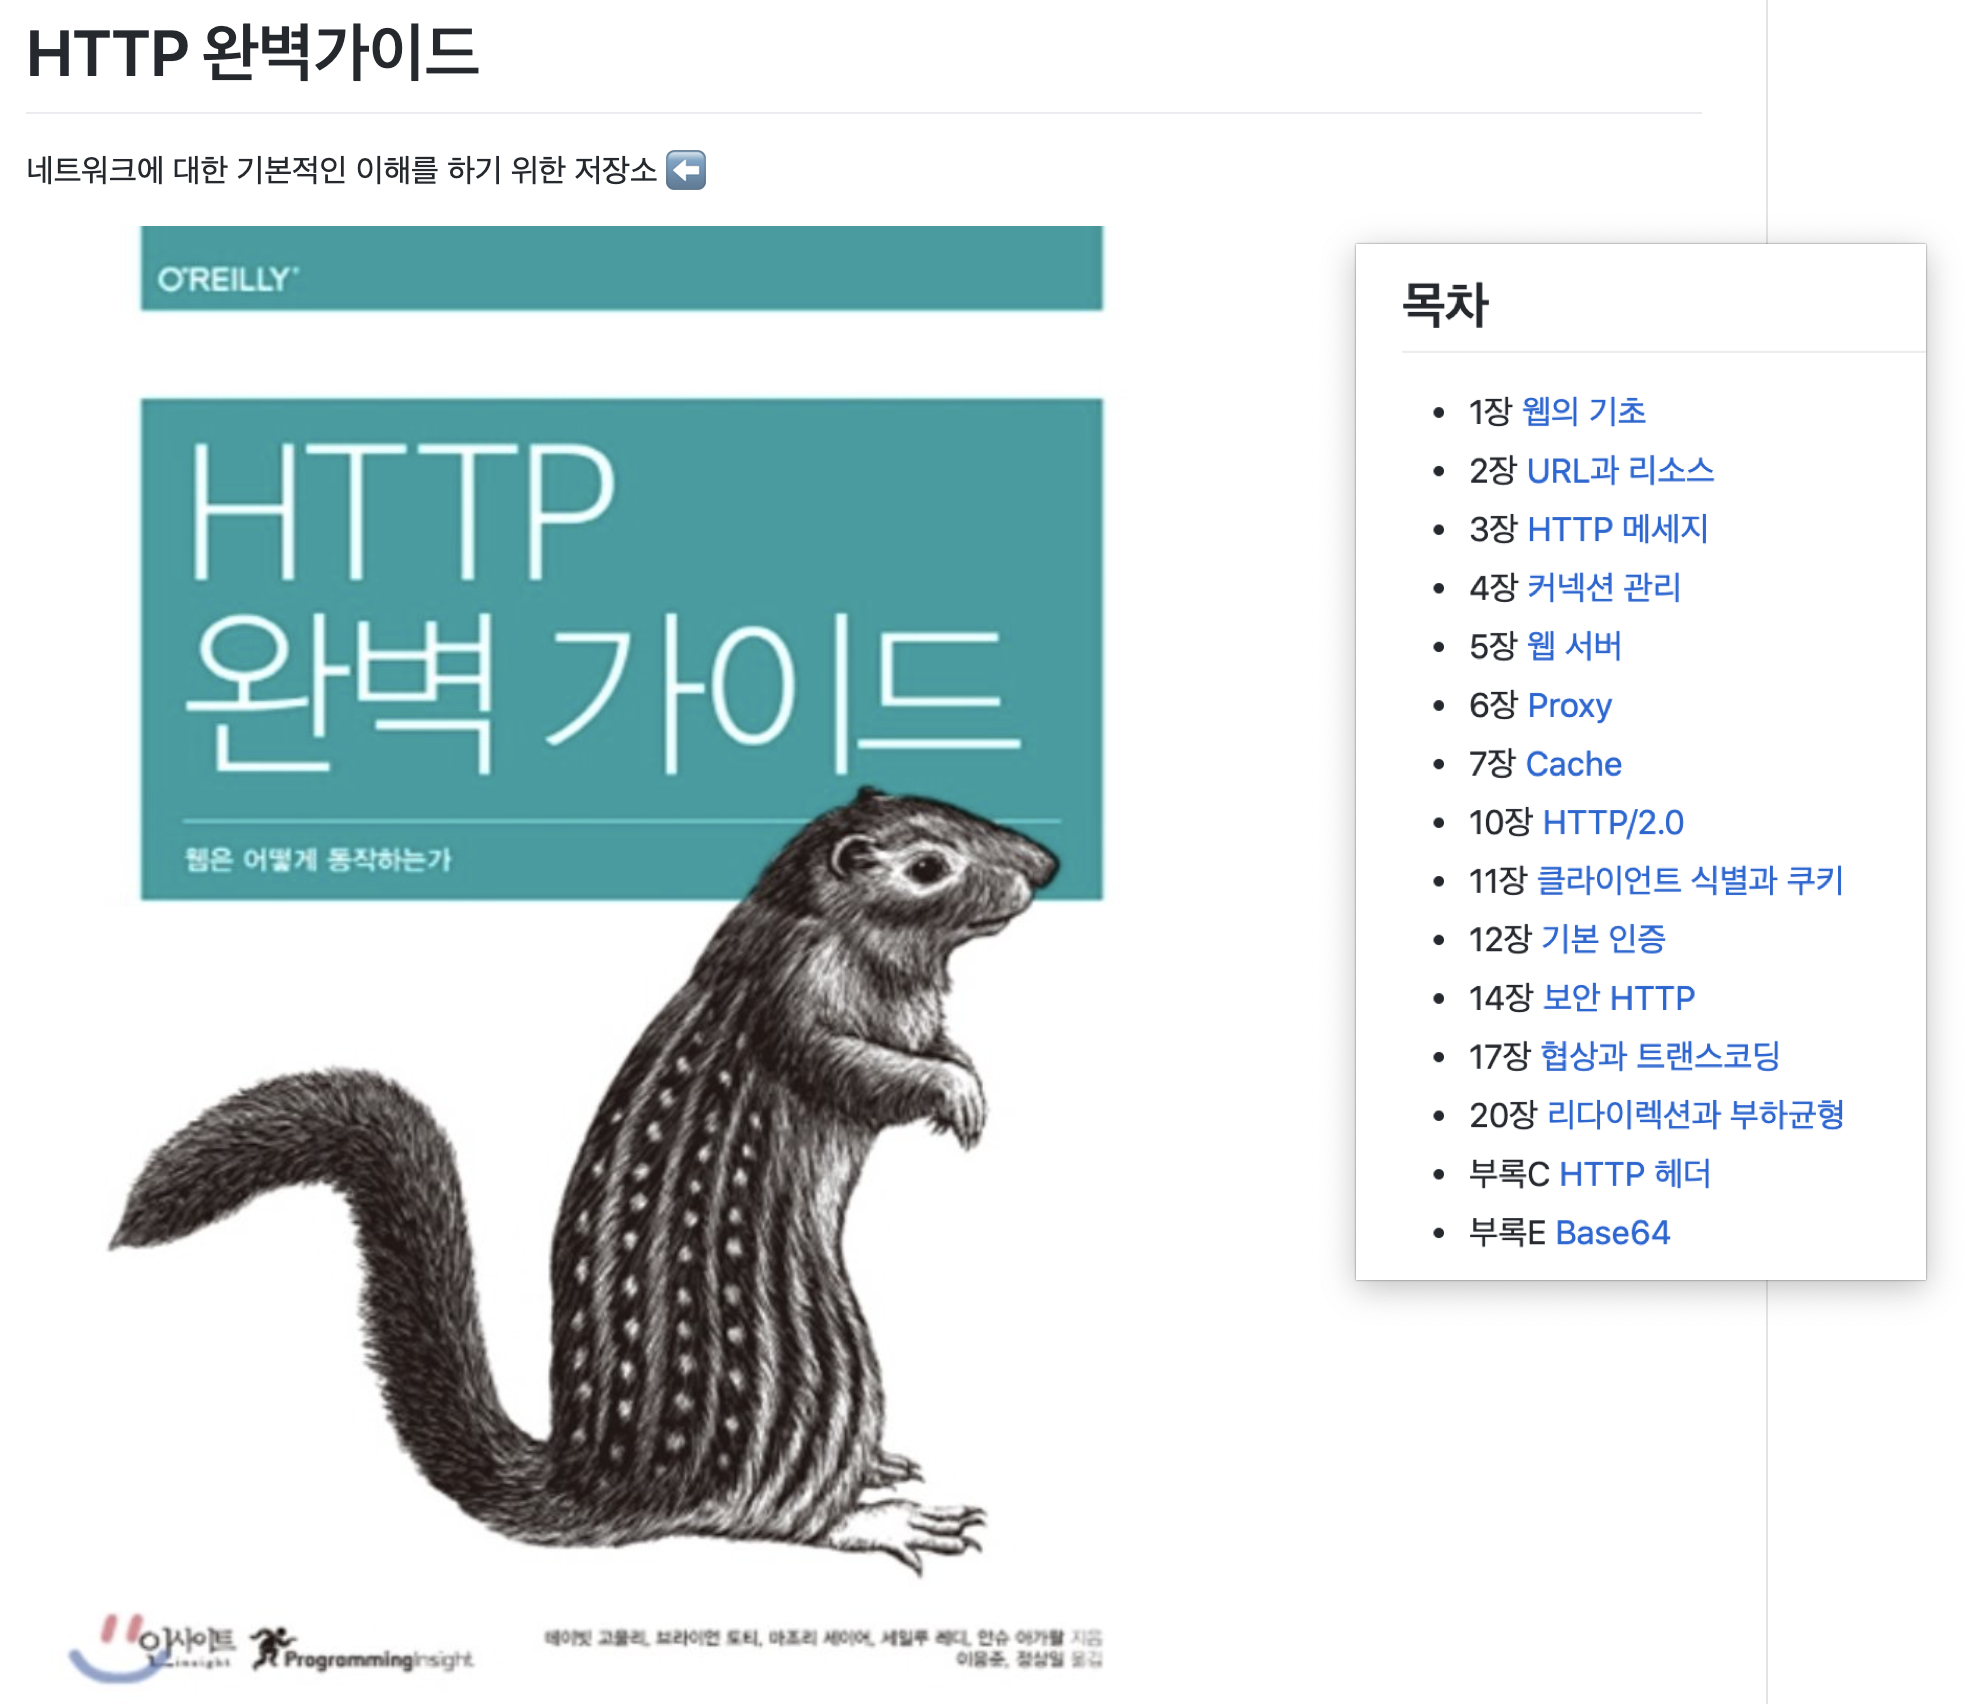 HTTP 완벽가이드
네트워크에 대한 기본적인 이해를 하기 위한 저장소
O'REILLY
HTTP
완벽 가이드
웹은 어떻게 동작하는가
인사이트
insight
ProgrammingInsight
데이빗 고울리, 브라이언 토티, 마조리 세이어, 세일루 레디, 안슈 아가왈 지음
이응준, 정상일 옮김
목차
1장 웹의 기초
2장 URL과 리소스
3장 HTTP 메세지
4장 커넥션 관리
5장 웹 서버
6장 Proxy
7장 Cache
10장 HTTP/2.0
11장 클라이언트 식별과 쿠키
12장 기본 인증
14장 보안 HTTP
17장 협상과 트랜스코딩
20장 리다이렉션과 부하균형
부록C HTTP 헤더
부록E Base64